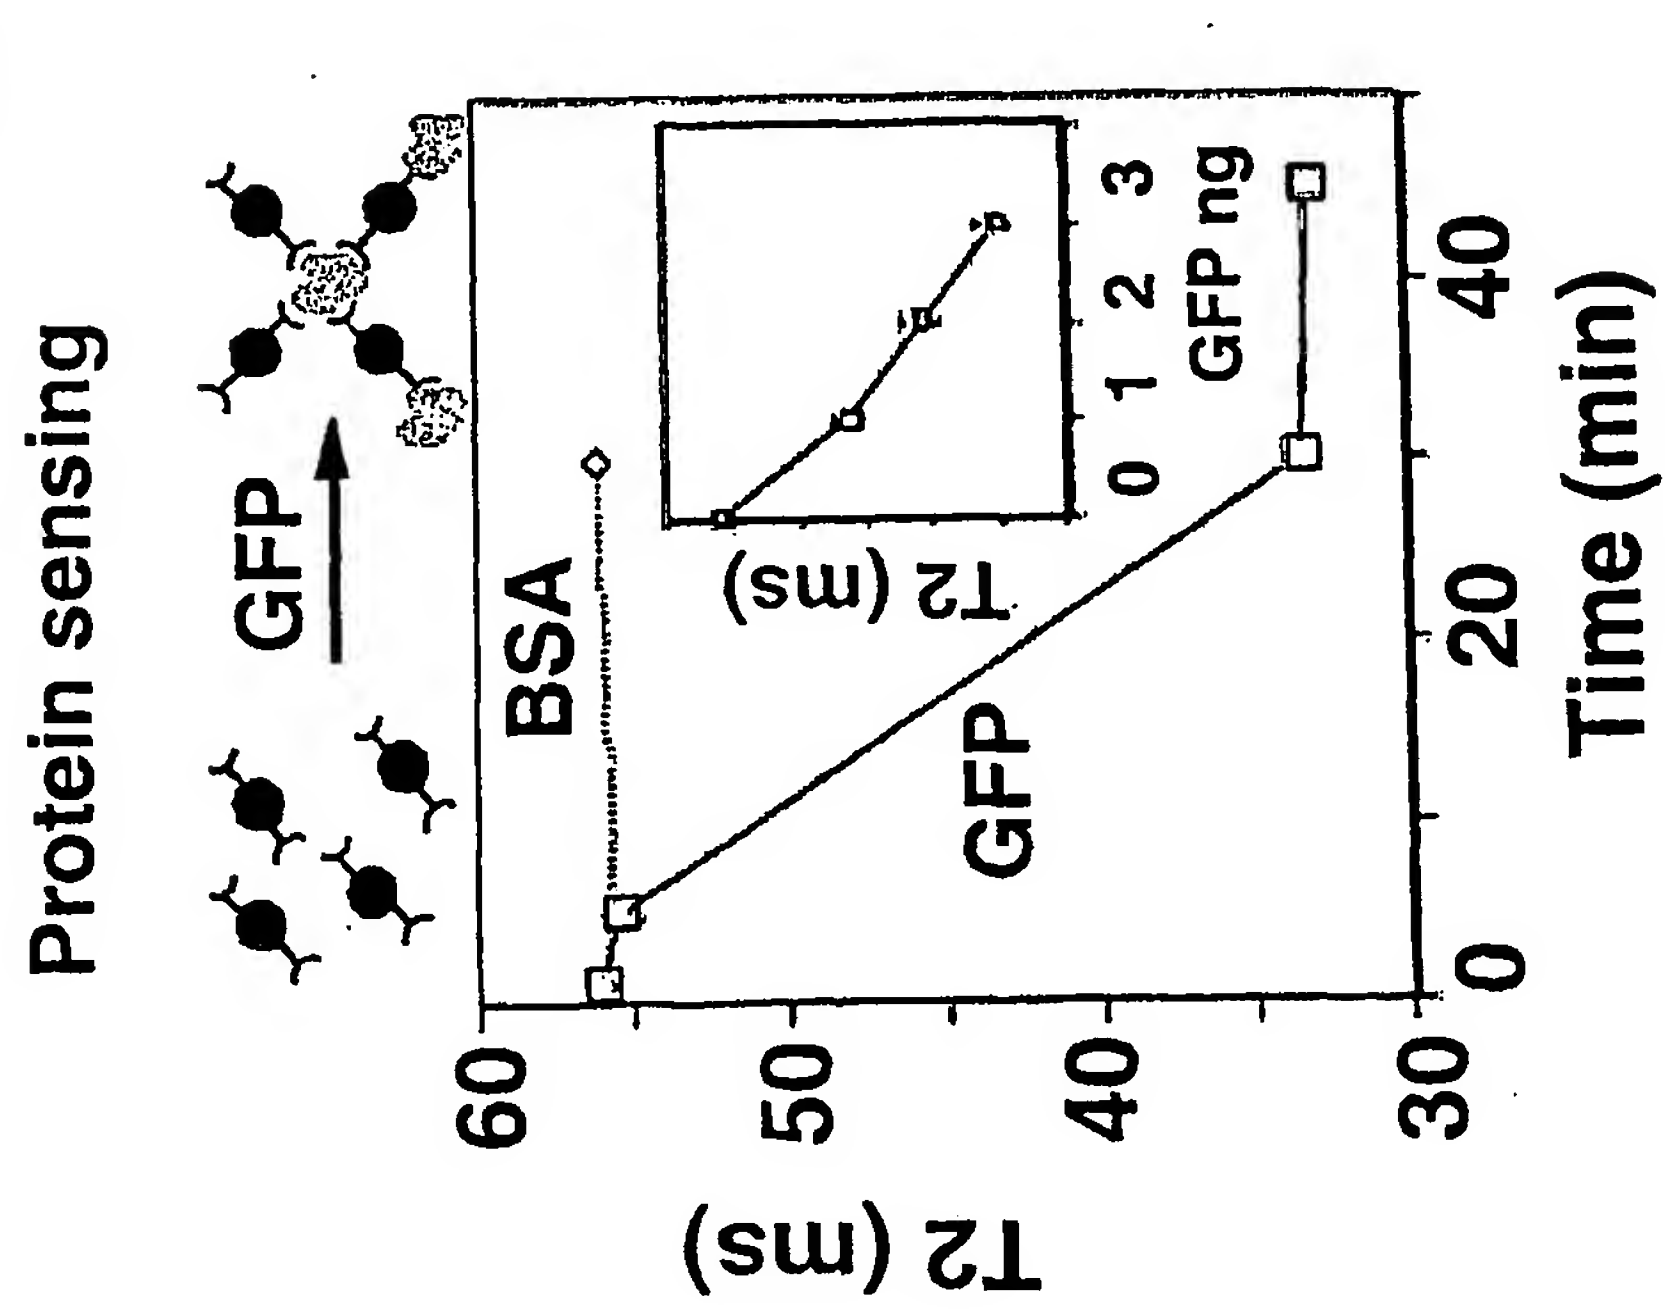 Protein sensing
GFP
BSA
GFP
T2 (ms)
0 1 2 3
GFP ng
60
50
40
30
T2 (ms)
0 20 40
Time (min)